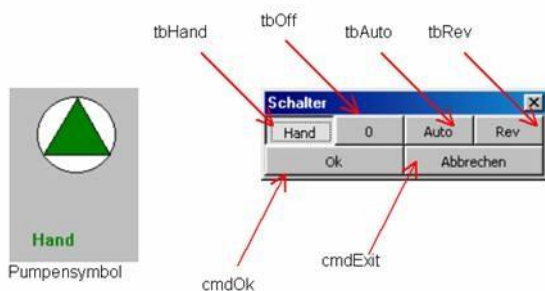 tbHand
tbOff
tbAuto
tbRev
Schalter
Hand
0
Auto
Rev
Ok
Abbrechen
Hand
Pumpensymbol
cmdOk
cmdExit